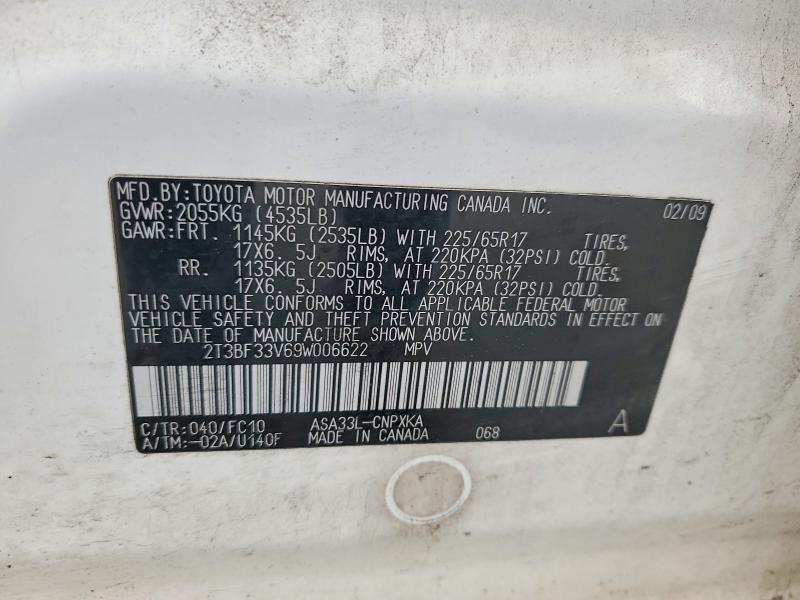 MFD.BY:TOYOTA MOTOR MANUFACTURING CANADA INC. 02/09
GVWR:2055KG (4535LB)
GAWR:FRT. 1145KG (2535LB) WITH 225/65R17 TIRES,
17X6. 5J RIMS, AT 220KPA (32PSI) COLD.
RR. 1135KG (2505LB) WITH 225/65R17 TIRES,
17X6. 5J RIMS, AT 220KPA (32PSI) COLD.
THIS VEHICLE CONFORMS TO ALL APPLICABLE FEDERAL MOTOR
VEHICLE SAFETY AND THEFT PREVENTION STANDARDS IN EFFECT ON
THE DATE OF MANUFACTURE SHOWN ABOVE.
2T3BF33V69W006622 MPV
C/TR:040/FC10 ASA33L-CNPXKA A
A/TM:-02A/U140F MADE IN CANADA 068